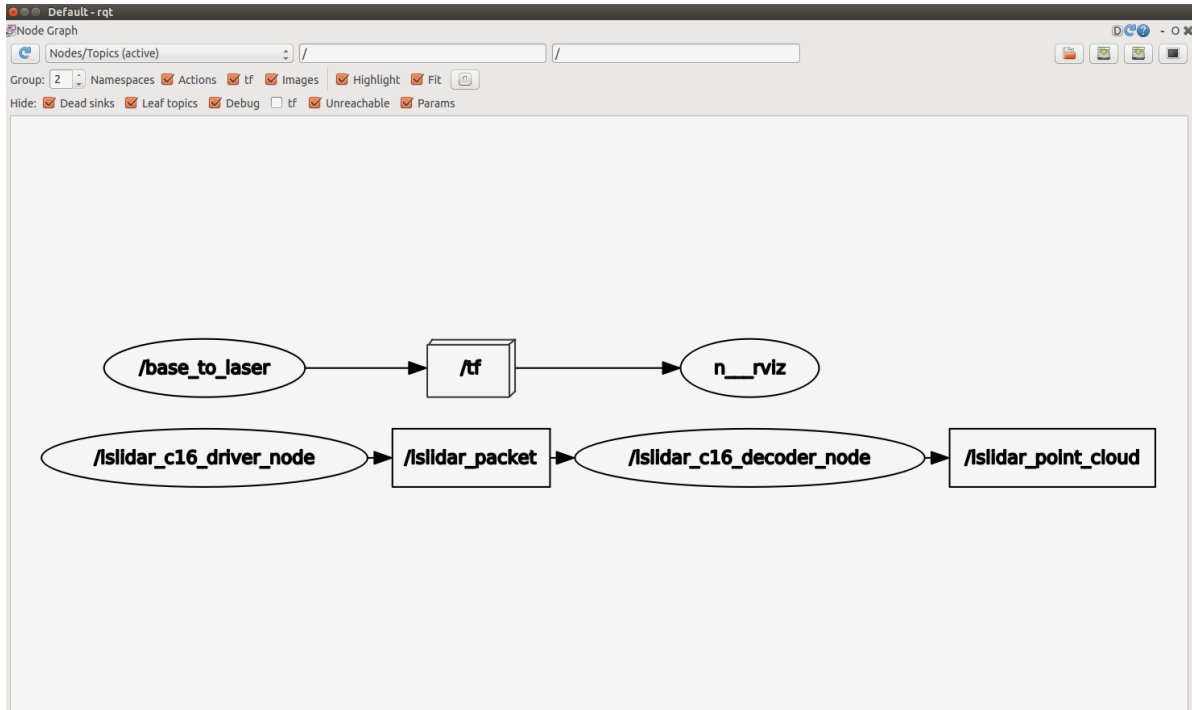 Default - rqt
Node Graph
D - O
Nodes/Topics (active) / /
Group: 2 Namespaces Actions tf Images Highlight Fit
Hide: Dead sinks Leaf topics Debug tf Unreachable Params
/base_to_laser /tf n___rviz
/lslidar_c16_driver_node /lslidar_packet /lslidar_c16_decoder_node /lslidar_point_cloud